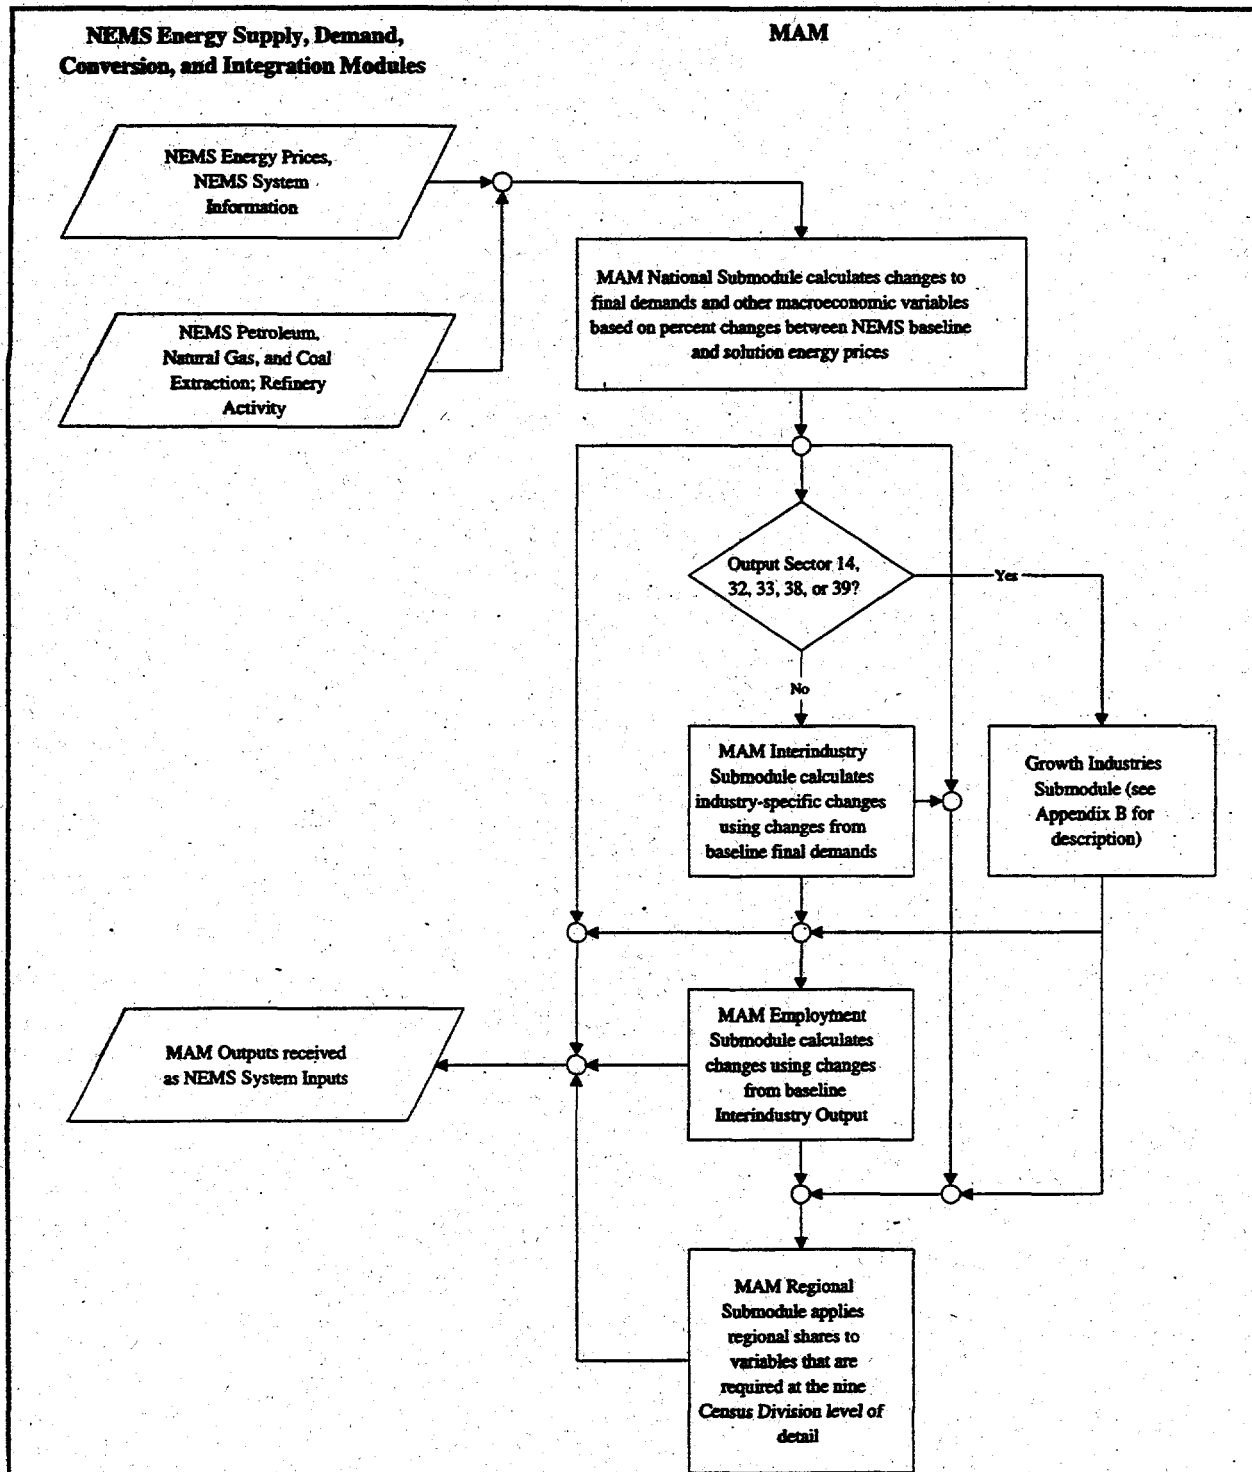 NEMS Energy Supply, Demand,
Conversion, and Integration Modules
MAM
NEMS Energy Prices,
NEMS System
Information
NEMS Petroleum,
Natural Gas, and Coal
Extraction; Refinery
Activity
MAM National Submodule calculates changes to
final demands and other macroeconomic variables
based on percent changes between NEMS baseline
and solution energy prices
Output Sector 14,
32, 33, 38, or 39?
Yes
No
MAM Interindustry
Submodule calculates
industry-specific changes
using changes from
baseline final demands
Growth Industries
Submodule (see
Appendix B for
description)
MAM Employment
Submodule calculates
changes using changes
from baseline
Interindustry Output
MAM Outputs received
as NEMS System Inputs
MAM Regional
Submodule applies
regional shares to
variables that are
required at the nine
Census Division level of
detail